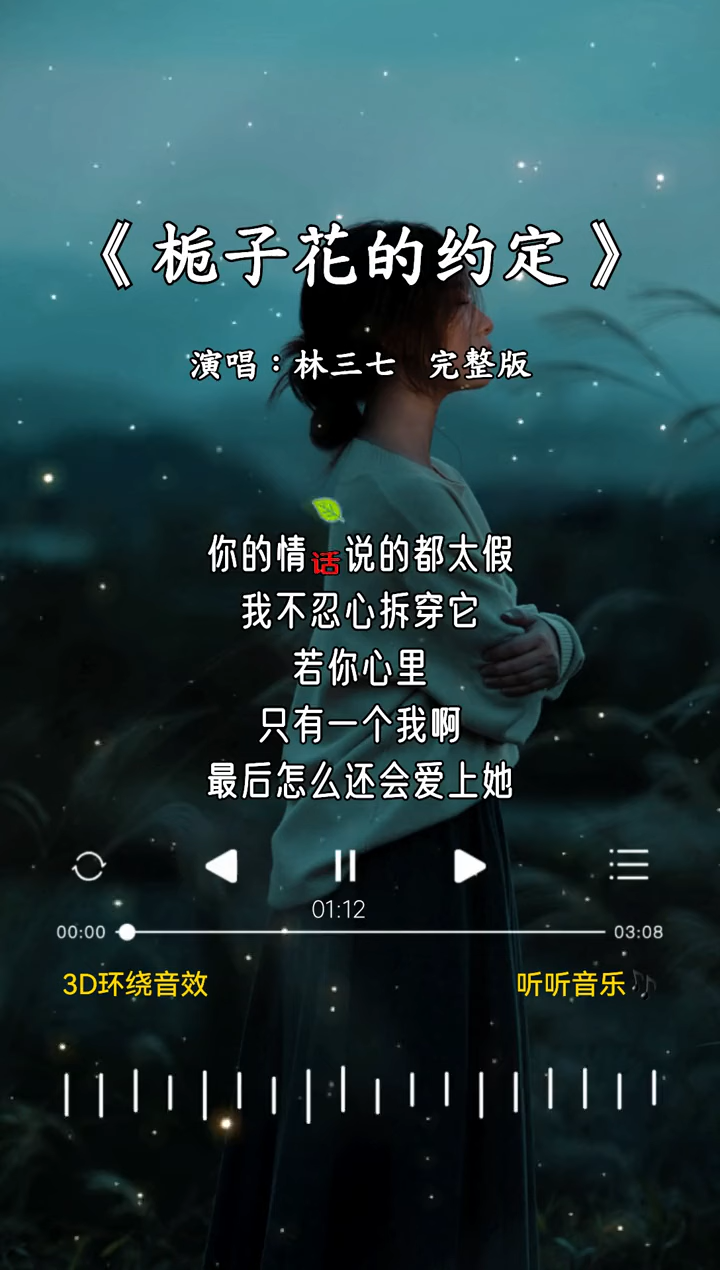 《栀子花的约定》
演唱：林三七 完整版
你的情话说的都太假
我不忍心拆穿它
若你心里
只有一个我啊
最后怎么还会爱上她
01:12
00:00 03:08
3D环绕音效 听听音乐